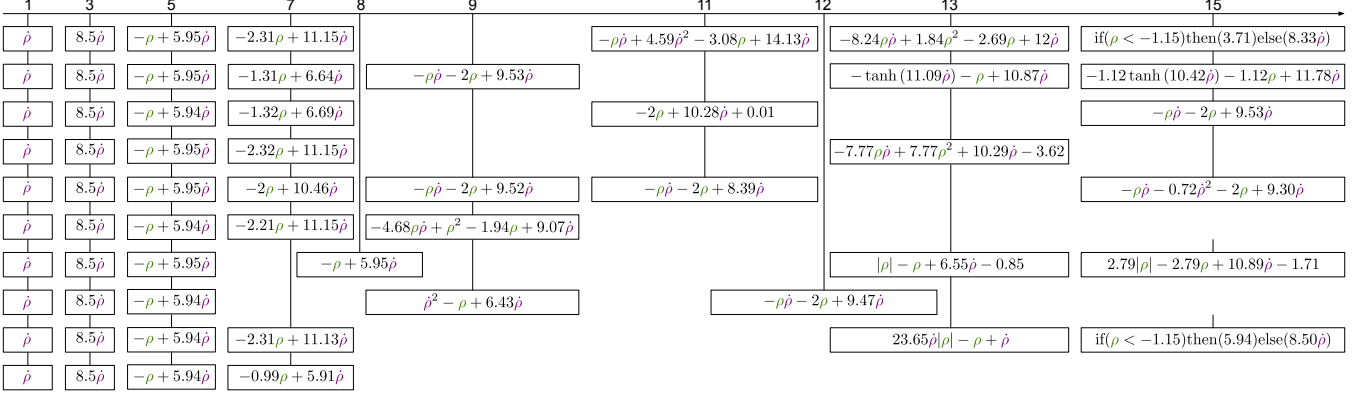 1 3 5 7 8 9 11 12 13 15
ρ̇ 8.5ρ̇ −ρ + 5.95ρ̇ −2.31ρ + 11.15ρ̇ −ρρ̇ + 4.59ρ̇² − 3.08ρ + 14.13ρ̇ −8.24ρρ̇ + 1.84ρ² − 2.69ρ + 12ρ̇ if(ρ < −1.15)then(3.71)else(8.33ρ̇)
ρ̇ 8.5ρ̇ −ρ + 5.95ρ̇ −1.31ρ + 6.64ρ̇ −ρρ̇ − 2ρ + 9.53ρ̇ − tanh (11.09ρ̇) − ρ + 10.87ρ̇ −1.12 tanh (10.42ρ̇) − 1.12ρ + 11.78ρ̇
ρ̇ 8.5ρ̇ −ρ + 5.94ρ̇ −1.32ρ + 6.69ρ̇ −2ρ + 10.28ρ̇ + 0.01 −ρρ̇ − 2ρ + 9.53ρ̇
ρ̇ 8.5ρ̇ −ρ + 5.95ρ̇ −2.32ρ + 11.15ρ̇ −7.77ρρ̇ + 7.77ρ² + 10.29ρ̇ − 3.62
ρ̇ 8.5ρ̇ −ρ + 5.95ρ̇ −2ρ + 10.46ρ̇ −ρρ̇ − 2ρ + 9.52ρ̇ −ρρ̇ − 2ρ + 8.39ρ̇ −ρρ̇ − 0.72ρ̇² − 2ρ + 9.30ρ̇
ρ̇ 8.5ρ̇ −ρ + 5.94ρ̇ −2.21ρ + 11.15ρ̇ −4.68ρρ̇ + ρ² − 1.94ρ + 9.07ρ̇
ρ̇ 8.5ρ̇ −ρ + 5.95ρ̇ −ρ + 5.95ρ̇ |ρ| − ρ + 6.55ρ̇ − 0.85 2.79|ρ| − 2.79ρ + 10.89ρ̇ − 1.71
ρ̇ 8.5ρ̇ −ρ + 5.94ρ̇ ρ̇² − ρ + 6.43ρ̇ −ρρ̇ − 2ρ + 9.47ρ̇
ρ̇ 8.5ρ̇ −ρ + 5.94ρ̇ −2.31ρ + 11.13ρ̇ 23.65ρ̇|ρ| − ρ + ρ̇ if(ρ < −1.15)then(5.94)else(8.50ρ̇)
ρ̇ 8.5ρ̇ −ρ + 5.94ρ̇ −0.99ρ + 5.91ρ̇